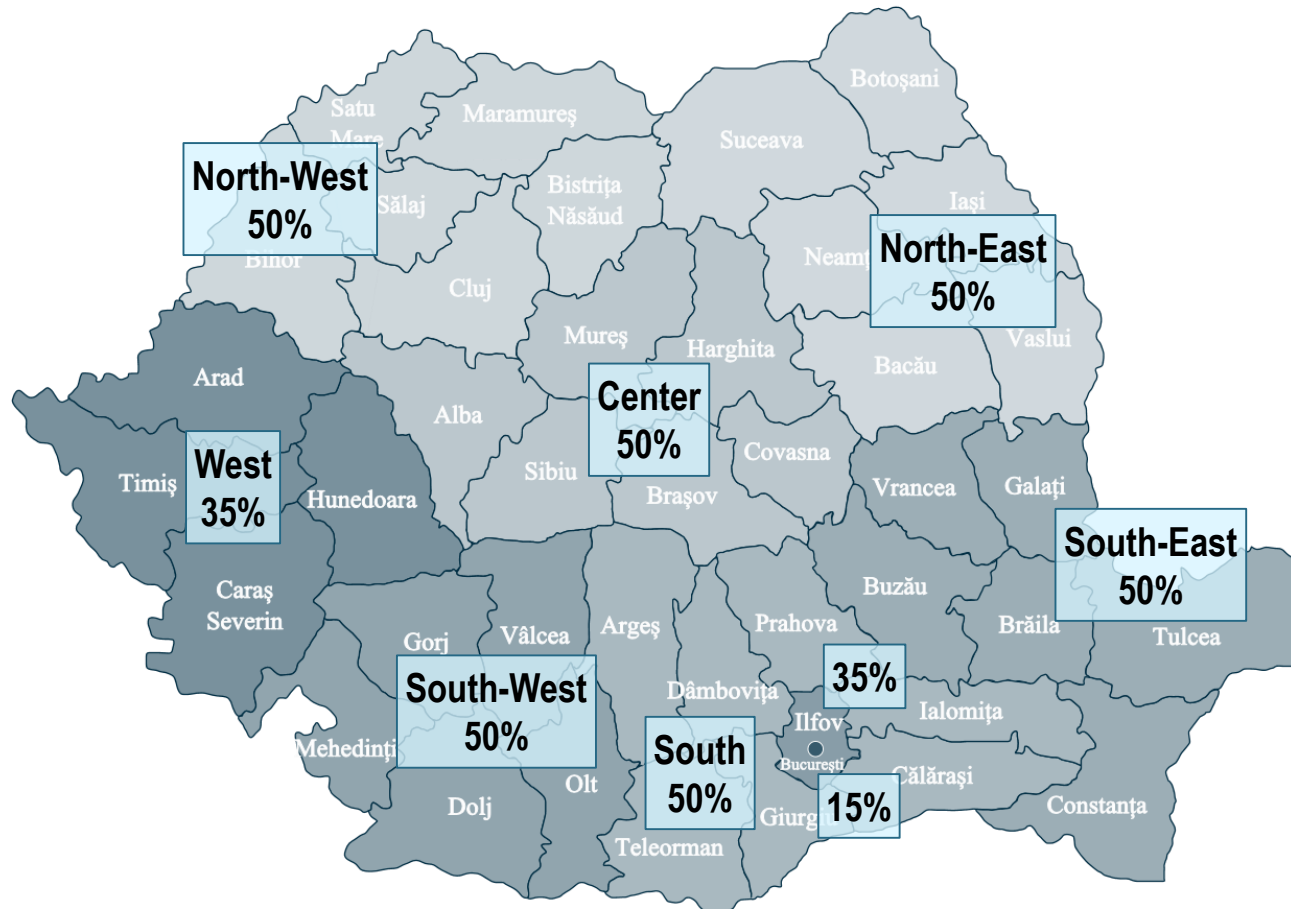 Botoșani
Satu
Mare
Maramureș
Suceava
North-West
50%
Bistrița
Năsăud
Sălaj
Iași
North-East
50%
Neamț
Bihor
Cluj
Mureș
Harghita
Vaslui
Bacău
Arad
Center
50%
Alba
Covasna
West
35%
Sibiu
Timiș
Hunedoara
Brașov
Vrancea
Galați
South-East
50%
Caraș
Severin
Buzău
Argeș
Prahova
Brăila
Gorj
Vâlcea
Tulcea
35%
South-West
50%
Dâmbovița
Ialomița
Ilfov
Mehedinți
South
50%
București
Călărași
Olt
Dolj
15%
Giurgiu
Constanța
Teleorman